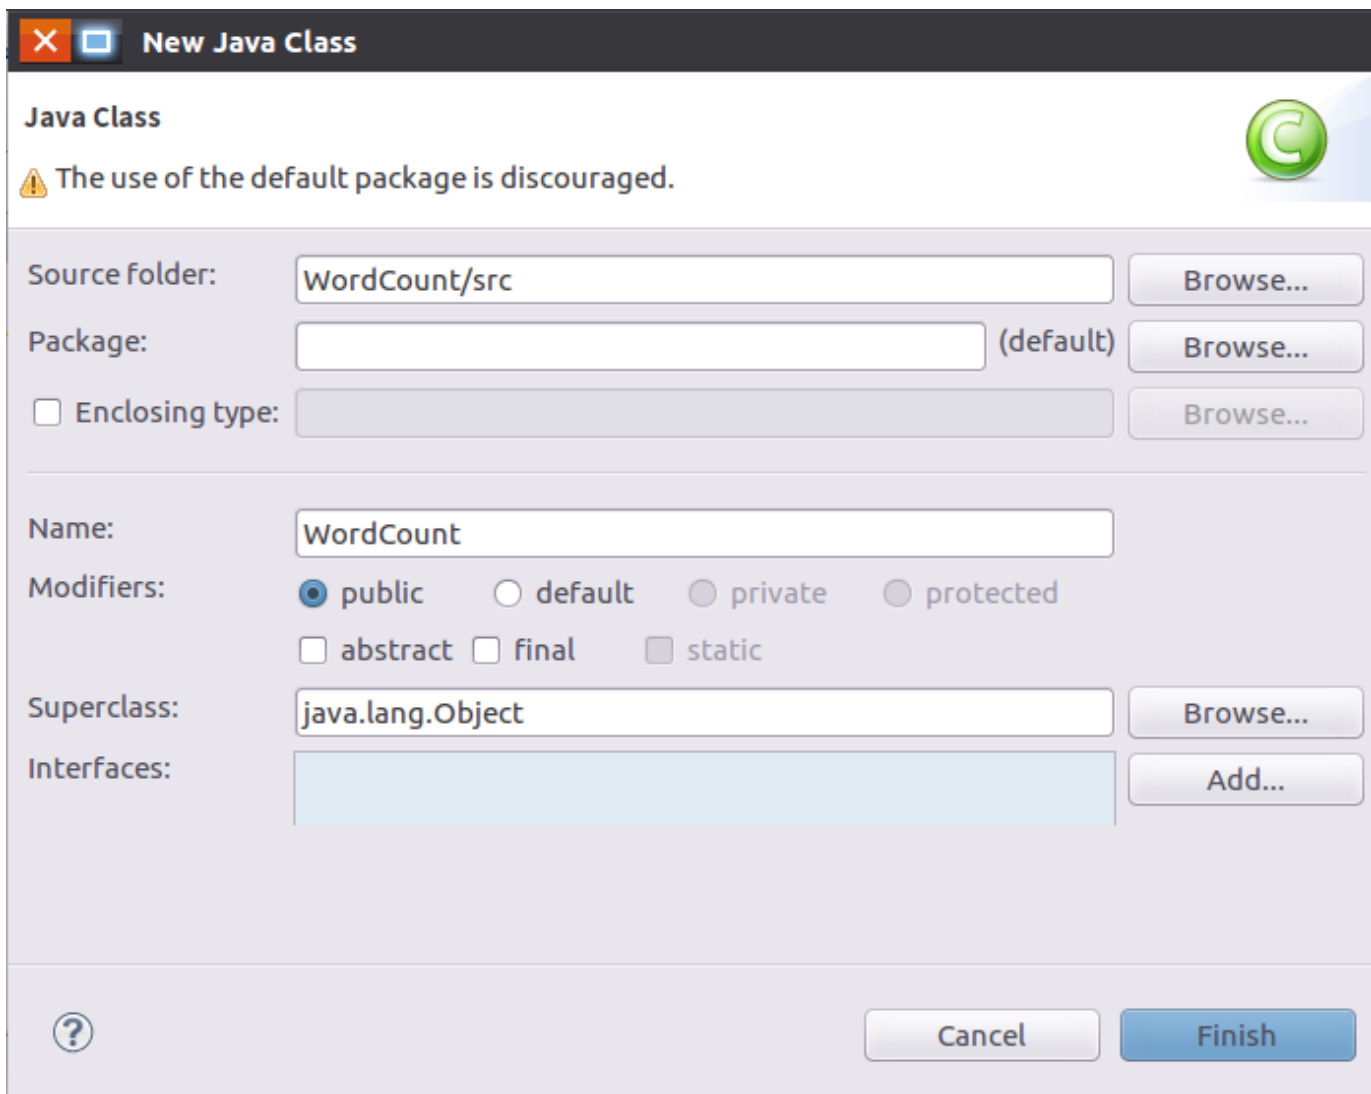 New Java Class
Java Class
The use of the default package is discouraged.
Source folder: WordCount/src Browse...
Package: (default) Browse...
Enclosing type: Browse...
Name: WordCount
Modifiers: public default private protected
abstract final static
Superclass: java.lang.Object Browse...
Interfaces: Add...
Cancel Finish